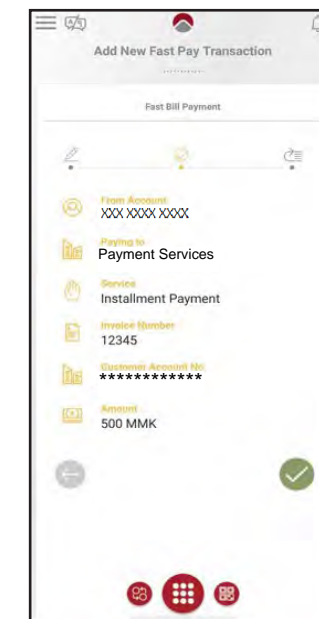 Add New Fast Pay Transaction
Fast Bill Payment
From Account
XXX XXXX XXXX
Paying to
Payment Services
Service
Installment Payment
Invoice Number
12345
Customer Account No
************
Amount
500 MMK